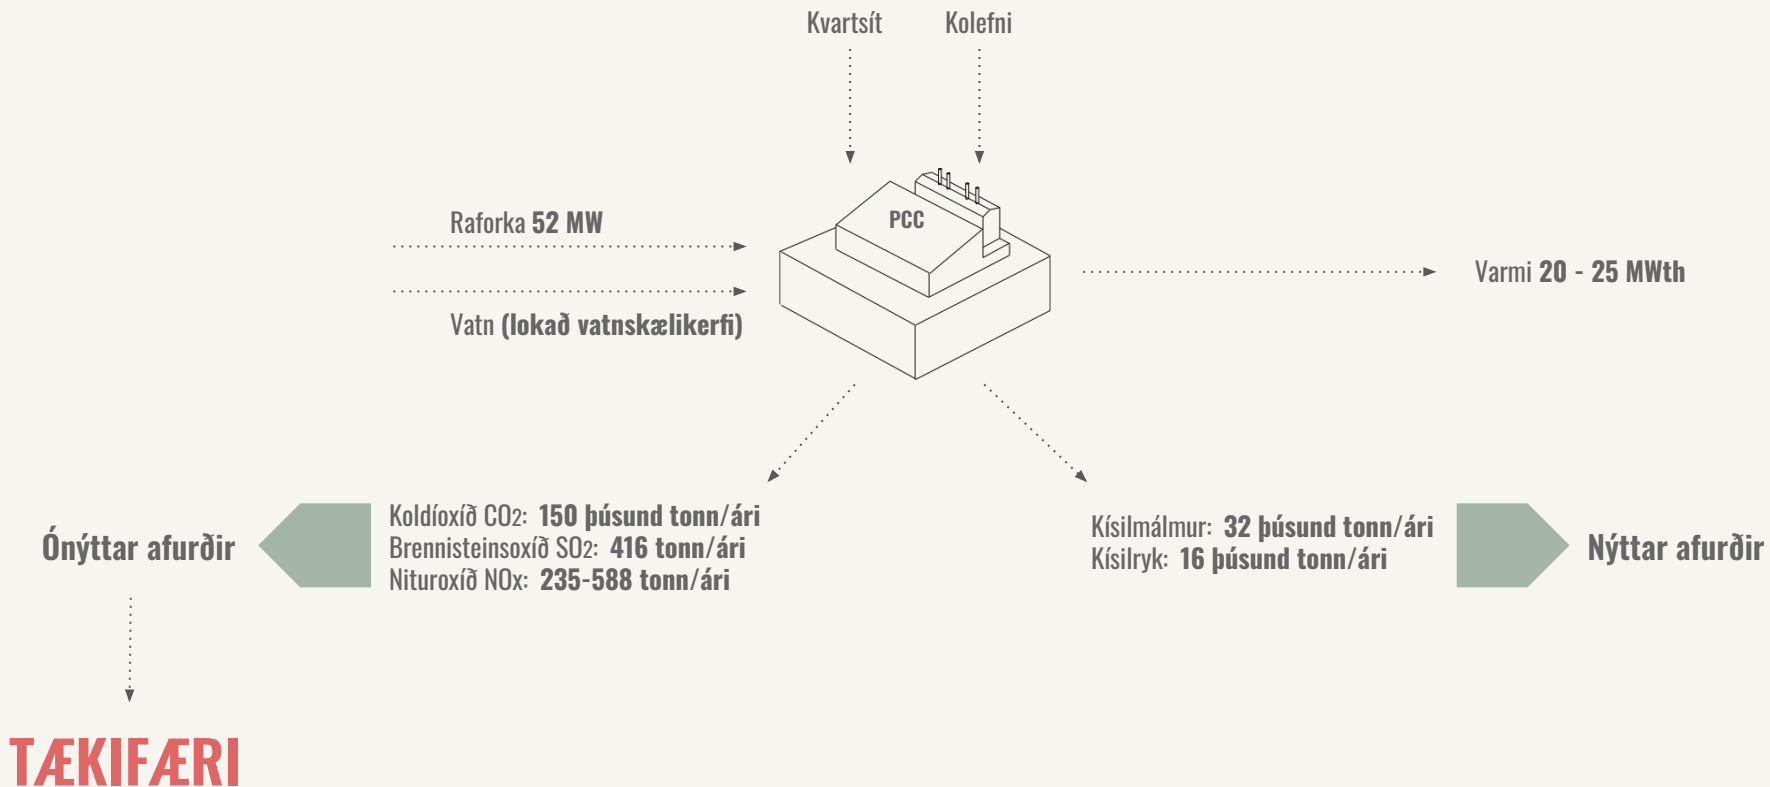 Kvartsít
Kolefni
PCC
Raforka 52 MW
Vatn (lokað vatnskælikerfi)
Varmi 20 - 25 MWth
Ónýttar afurðir
Koldíoxíð CO2: 150 þúsund tonn/ári
Brennisteinsoxíð SO2: 416 tonn/ári
Nituroxíð NOx: 235-588 tonn/ári
Kísilmálmur: 32 þúsund tonn/ári
Kísilryk: 16 þúsund tonn/ári
Nýttar afurðir
TÆKIFÆRI